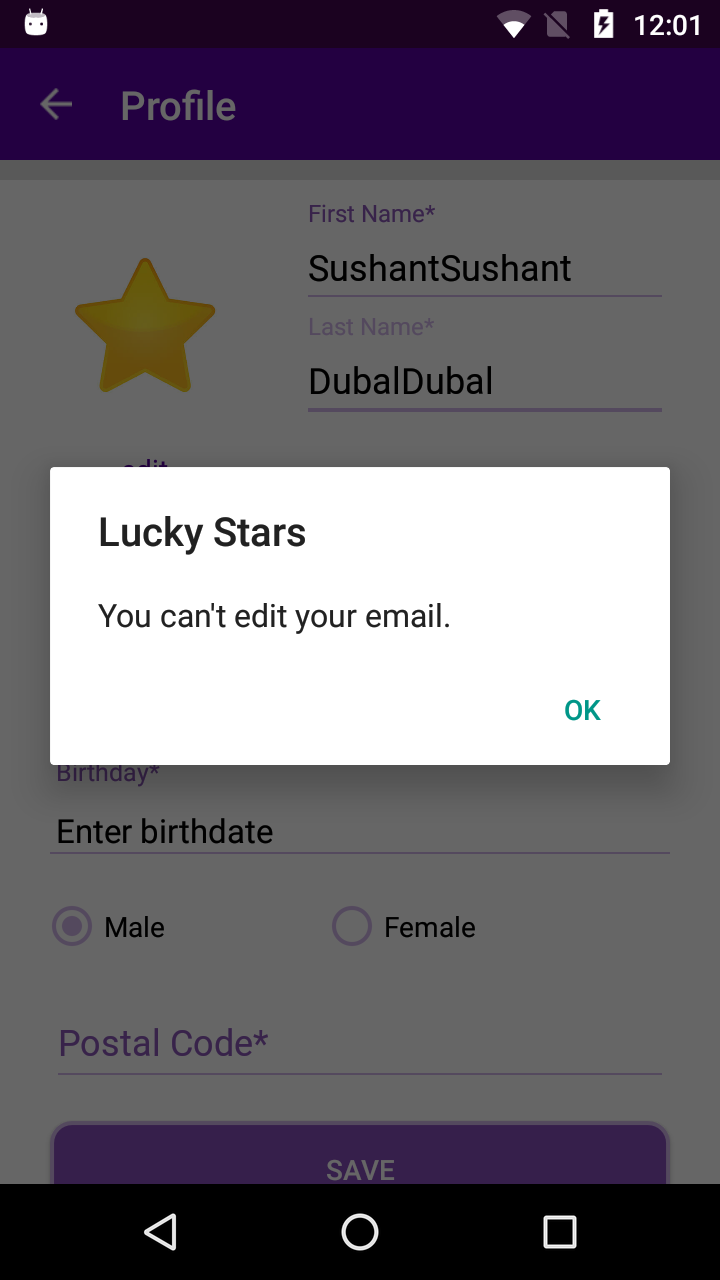 12:01
Profile
First Name*
SushantSushant
Last Name*
DubalDubal
edit
Lucky Stars
You can't edit your email.
OK
Birthday*
Enter birthdate
Male
Female
Postal Code*
SAVE